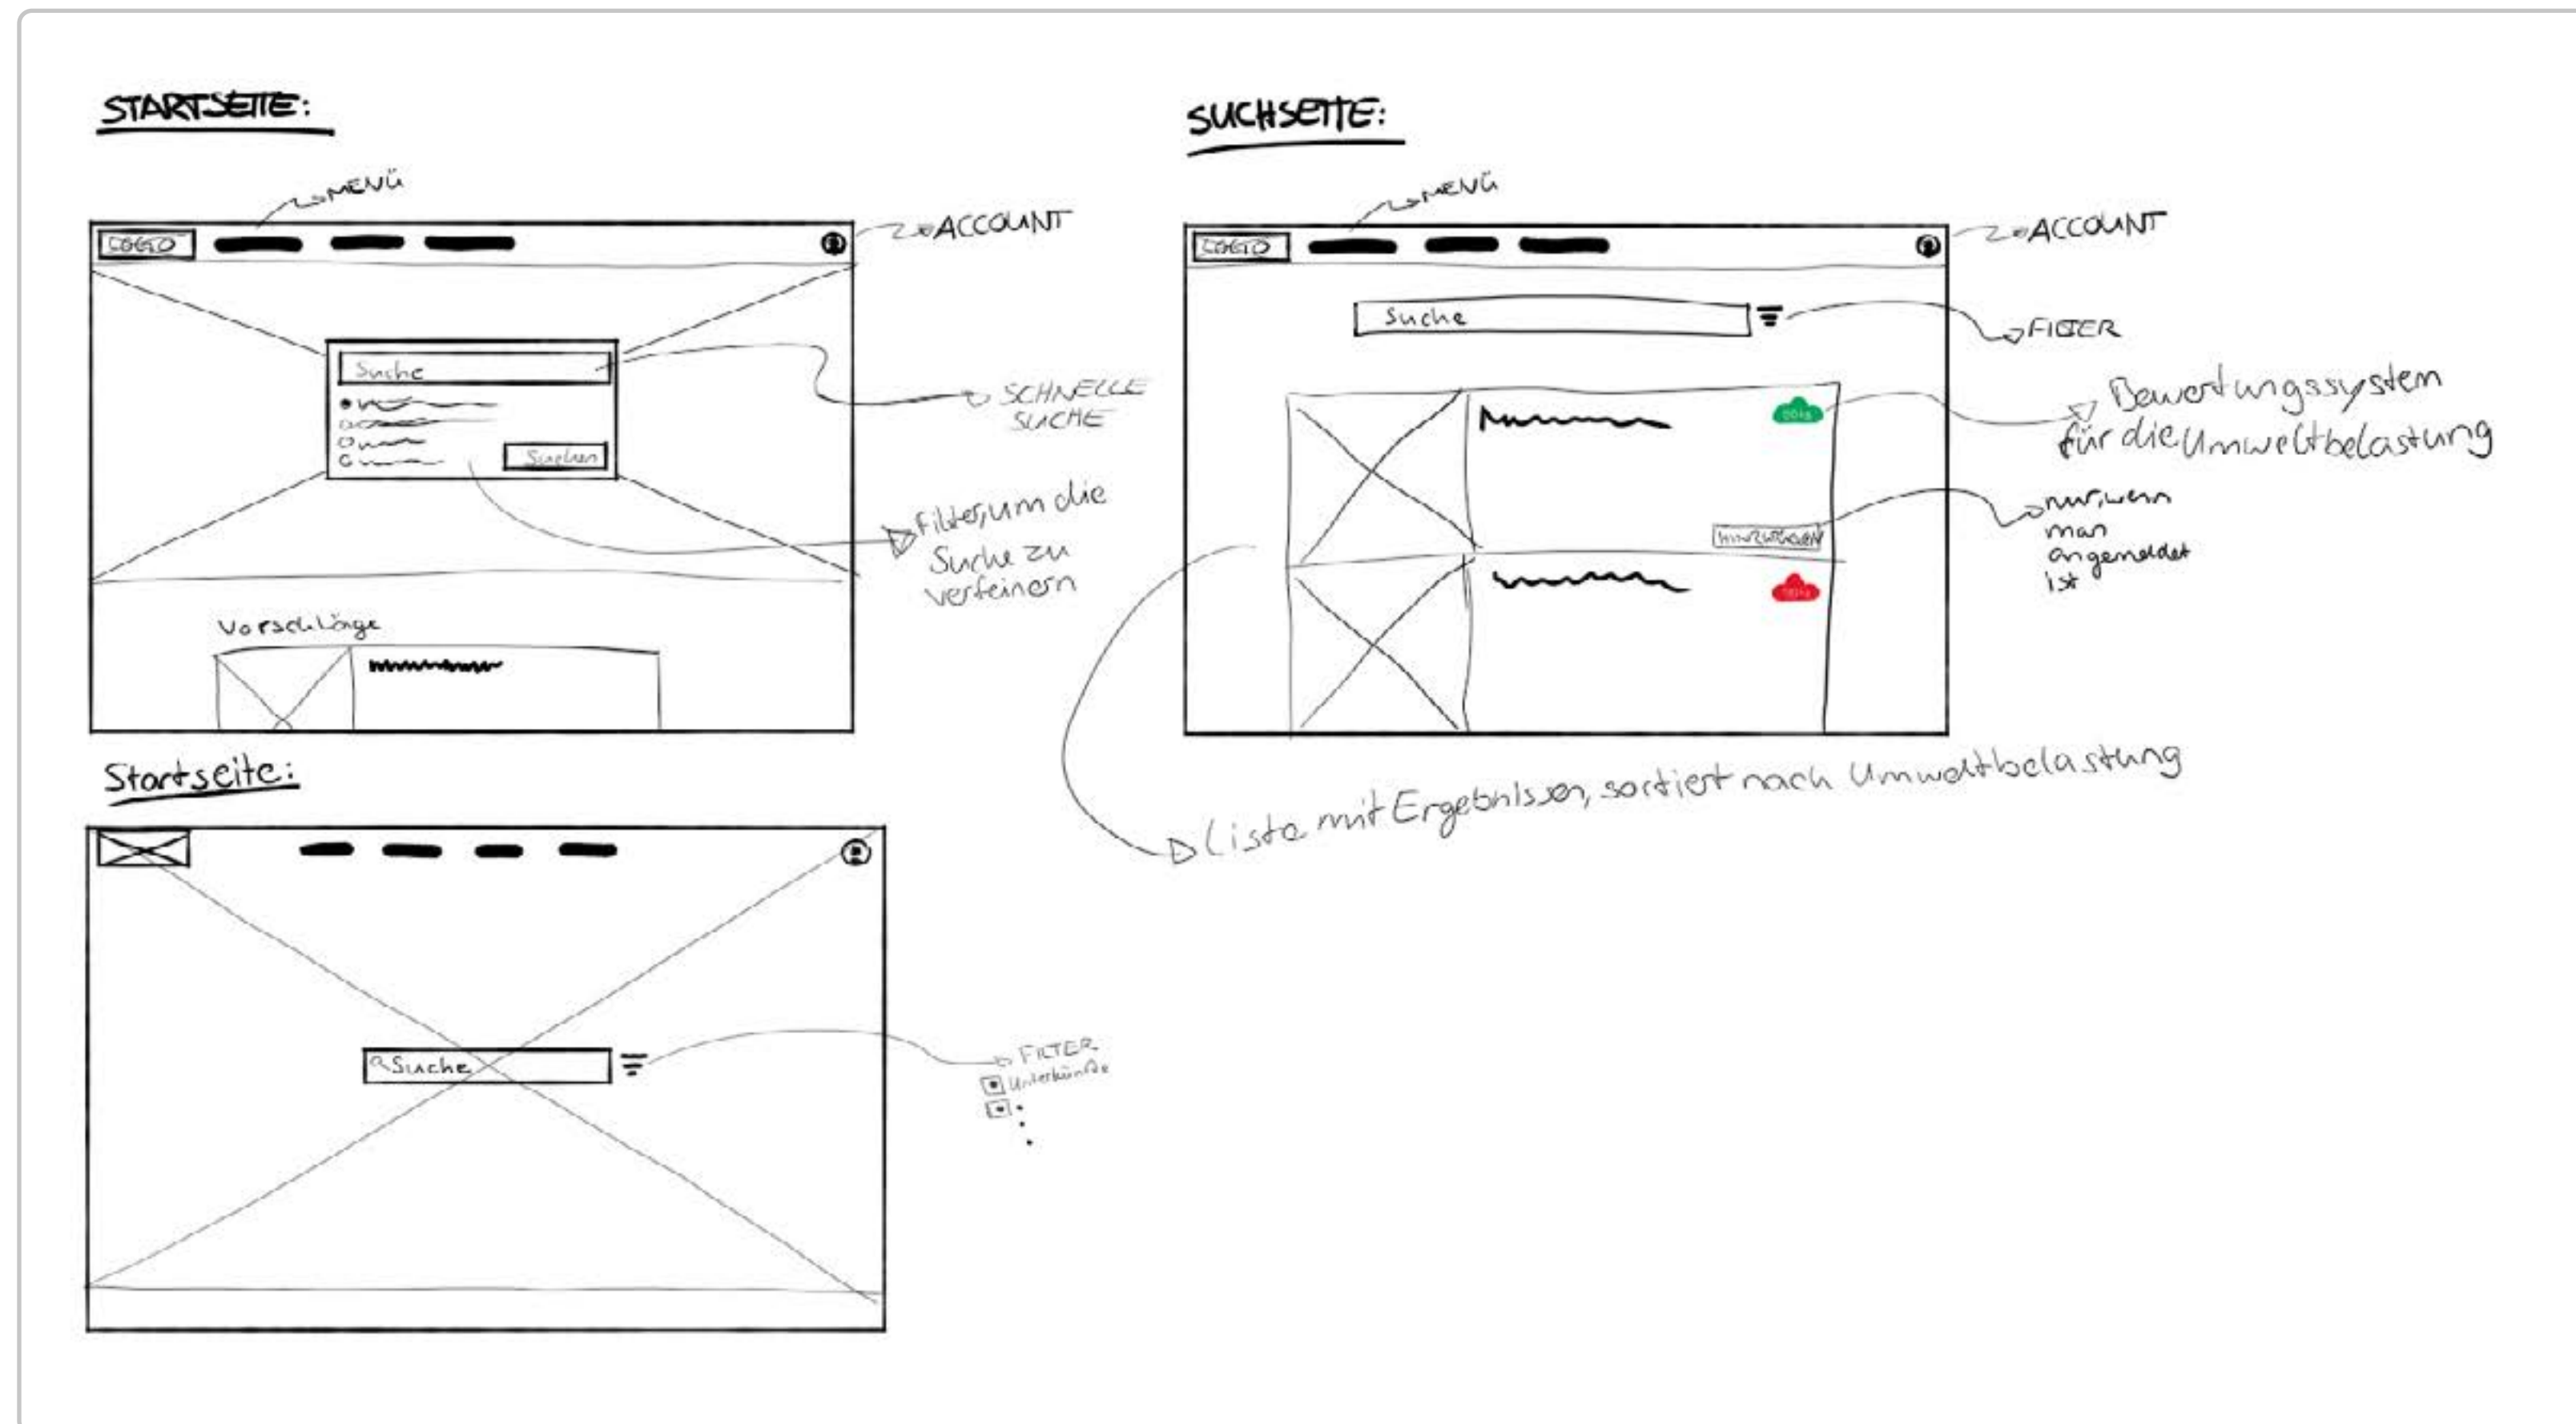 STARTSEITE:
MENÜ
LOGO
ACCOUNT
Suche
SCHNELLE
SUCHE
Suchen
Filter, um die
Suche zu
verfeinern
Vorschläge
Startseite:
Suche
FILTER
Unterkünfte
SUCHSEITE:
MENÜ
LOGO
ACCOUNT
Suche
FILTER
Bewertungssystem
für die Umweltbelastung
HINZUFÜGEN
nur, wenn
man
angemeldet
ist
Liste mit Ergebnissen, sortiert nach Umweltbelastung